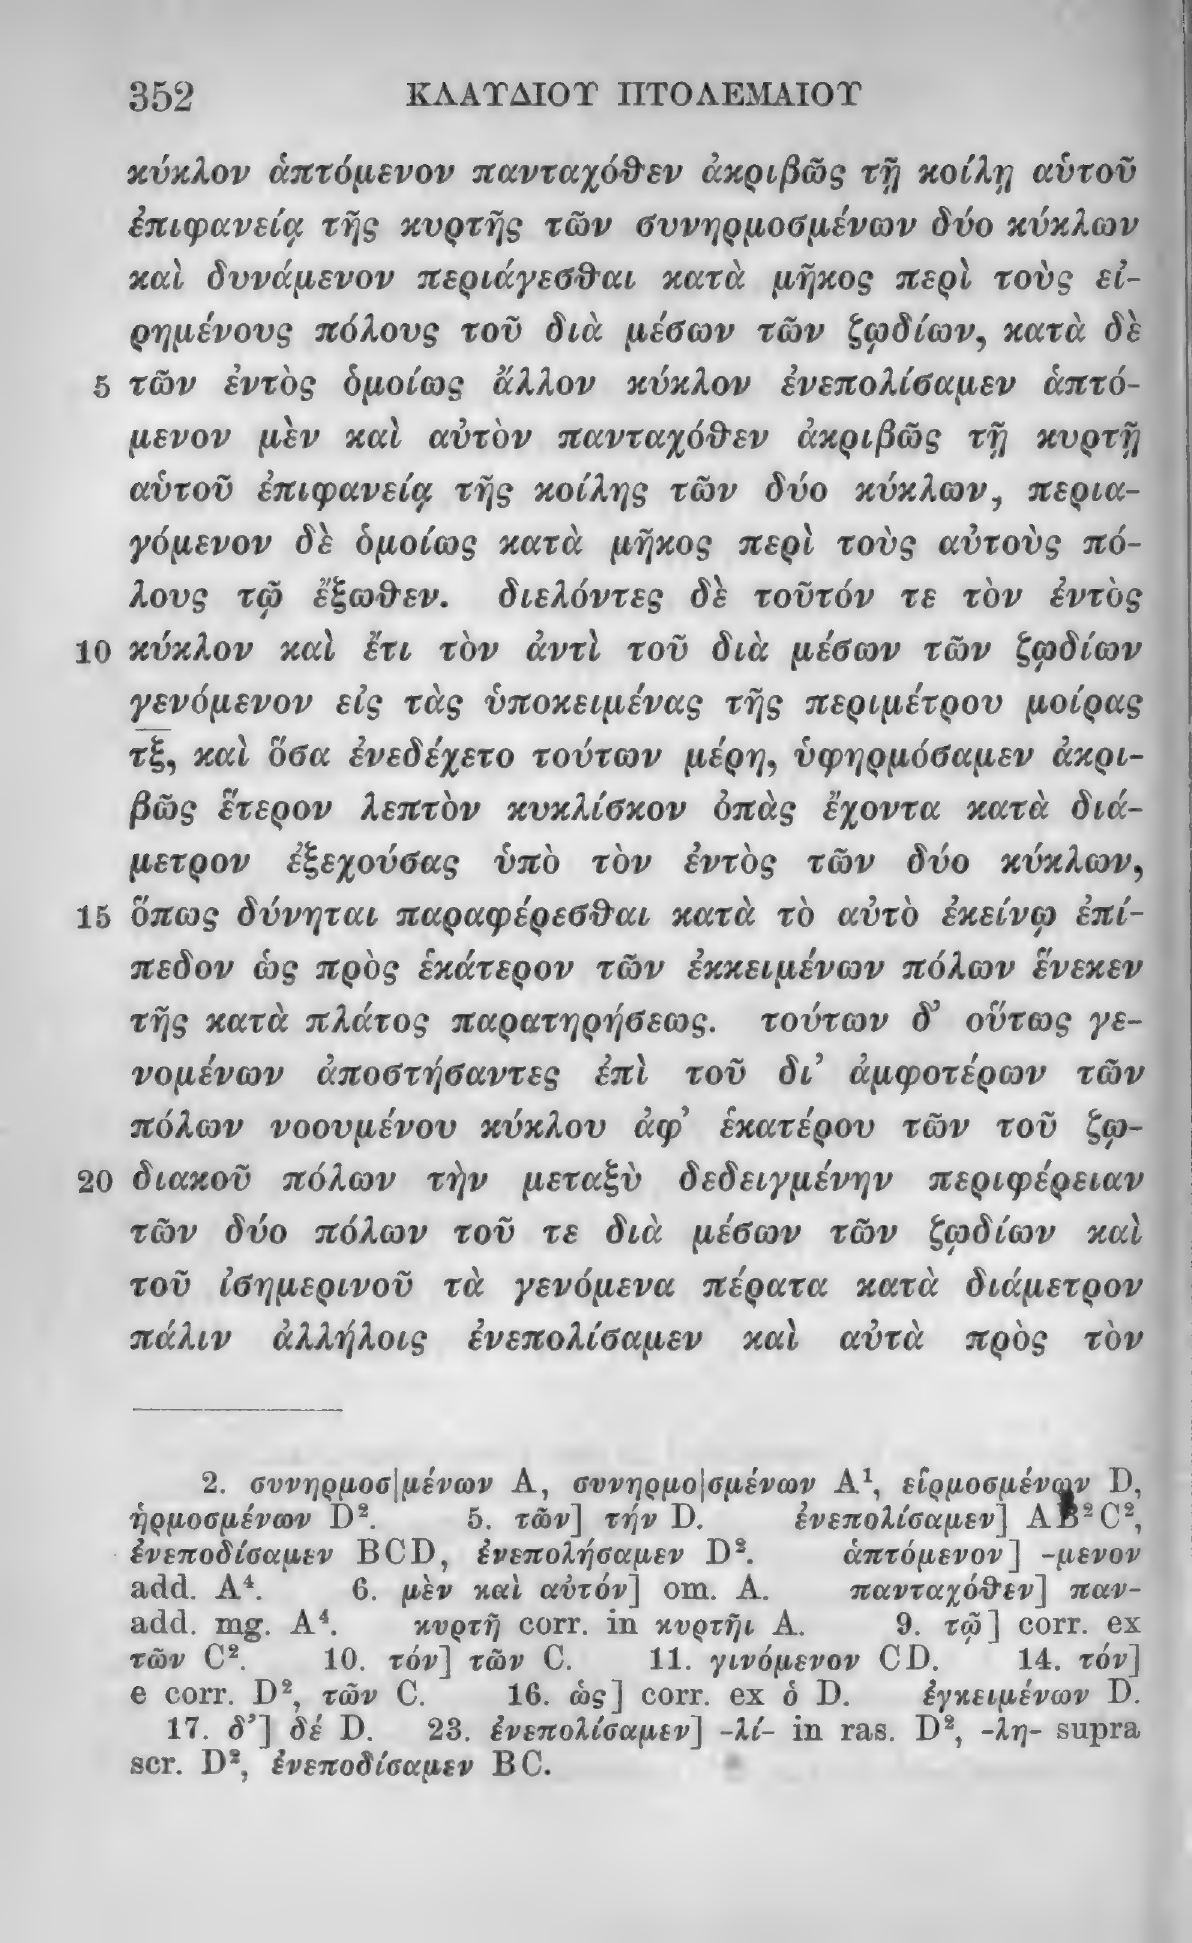 352 ΚΛΑΥΔΙΟΥ ΠΤΟΛΕΜΑΙΟΥ
κύκλον ἁπτόμενον πανταχόθεν ἀκριβῶς τῇ κοίλῃ αὑτοῦ
ἐπιφανείᾳ τῆς κυρτῆς τῶν συνηρμοσμένων δύο κύκλων
καὶ δυνάμενον περιάγεσθαι κατὰ μῆκος περὶ τοὺς εἰ-
ρημένους πόλους τοῦ διὰ μέσων τῶν ζῳδίων, κατὰ δὲ
5 τῶν ἐντὸς ὁμοίως ἄλλον κύκλον ἐνεπολίσαμεν ἁπτό-
μενον μὲν καὶ αὐτὸν πανταχόθεν ἀκριβῶς τῇ κυρτῇ
αὑτοῦ ἐπιφανείᾳ τῆς κοίλης τῶν δύο κύκλων, περια-
γόμενον δὲ ὁμοίως κατὰ μῆκος περὶ τοὺς αὐτοὺς πό-
λους τῷ ἔξωθεν. διελόντες δὲ τοῦτόν τε τὸν ἐντὸς
10 κύκλον καὶ ἔτι τὸν ἀντὶ τοῦ διὰ μέσων τῶν ζῳδίων
γενόμενον εἰς τὰς ὑποκειμένας τῆς περιμέτρου μοίρας
τξ, καὶ ὅσα ἐνεδέχετο τούτων μέρη, ὑφηρμόσαμεν ἀκρι-
βῶς ἕτερον λεπτὸν κυκλίσκον ὀπὰς ἔχοντα κατὰ διά-
μετρον ἐξεχούσας ὑπὸ τὸν ἐντὸς τῶν δύο κύκλων,
15 ὅπως δύνηται παραφέρεσθαι κατὰ τὸ αὐτὸ ἐκείνῳ ἐπί-
πεδον ὡς πρὸς ἑκάτερον τῶν ἐκκειμένων πόλων ἕνεκεν
τῆς κατὰ πλάτος παρατηρήσεως. τούτων δ’ οὕτως γε-
νομένων ἀποστήσαντες ἐπὶ τοῦ δι’ ἀμφοτέρων τῶν
πόλων νοουμένου κύκλου ἀφ’ ἑκατέρου τῶν τοῦ ζῳ-
20 διακοῦ πόλων τὴν μεταξὺ δεδειγμένην περιφέρειαν
τῶν δύο πόλων τοῦ τε διὰ μέσων τῶν ζῳδίων καὶ
τοῦ ἰσημερινοῦ τὰ γενόμενα πέρατα κατὰ διάμετρον
πάλιν ἀλλήλοις ἐνεπολίσαμεν καὶ αὐτὰ πρὸς τὸν
2. συνηρμοσ|μένων A, συνηρμο|σμένων A¹, εἱρμοσμένων D,
ἡρμοσμένων D². 5. τῶν] τήν D. ἐνεπολίσαμεν] AB²C²,
ἐνεποδίσαμεν BCD, ἐνεπολήσαμεν D². ἁπτόμενον] -μενον
add. A⁴. 6. μὲν καὶ αὐτόν] om. A. πανταχόθεν] παν-
add. mg. A⁴. κυρτῇ corr. in κυρτῆι A. 9. τῷ] corr. ex
τῶν C². 10. τόν] τῶν C. 11. γινόμενον CD. 14. τόν]
e corr. D², τῶν C. 16. ὡς] corr. ex ὁ D. ἐγκειμένων D.
17. δ’] δέ D. 23. ἐνεπολίσαμεν] -λί- in ras. D², -λη- supra
scr. D², ἐνεποδίσαμεν BC.